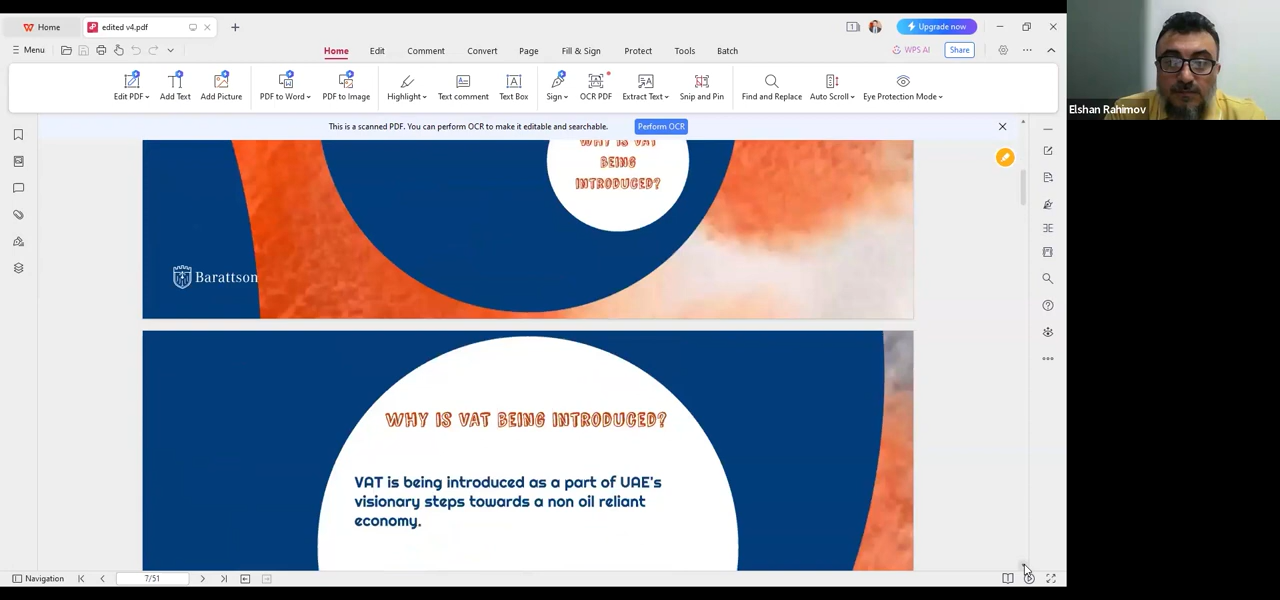 Home
edited v4.pdf
1
Upgrade now
Menu
Home Edit Comment Convert Page Fill & Sign Protect Tools Batch
WPS AI
Share
Edit PDF Add Text Add Picture PDF to Word PDF to Image Highlight Text comment Text Box Sign OCR PDF Extract Text Snip and Pin Find and Replace Auto Scroll Eye Protection Mode
This is a scanned PDF. You can perform OCR to make it editable and searchable. Perform OCR
WHY IS VAT
BEING
INTRODUCED?
Barattson
WHY IS VAT BEING INTRODUCED?
VAT is being introduced as a part of UAE's
visionary steps towards a non oil reliant
economy.
Navigation 7/51
Elshan Rahimov